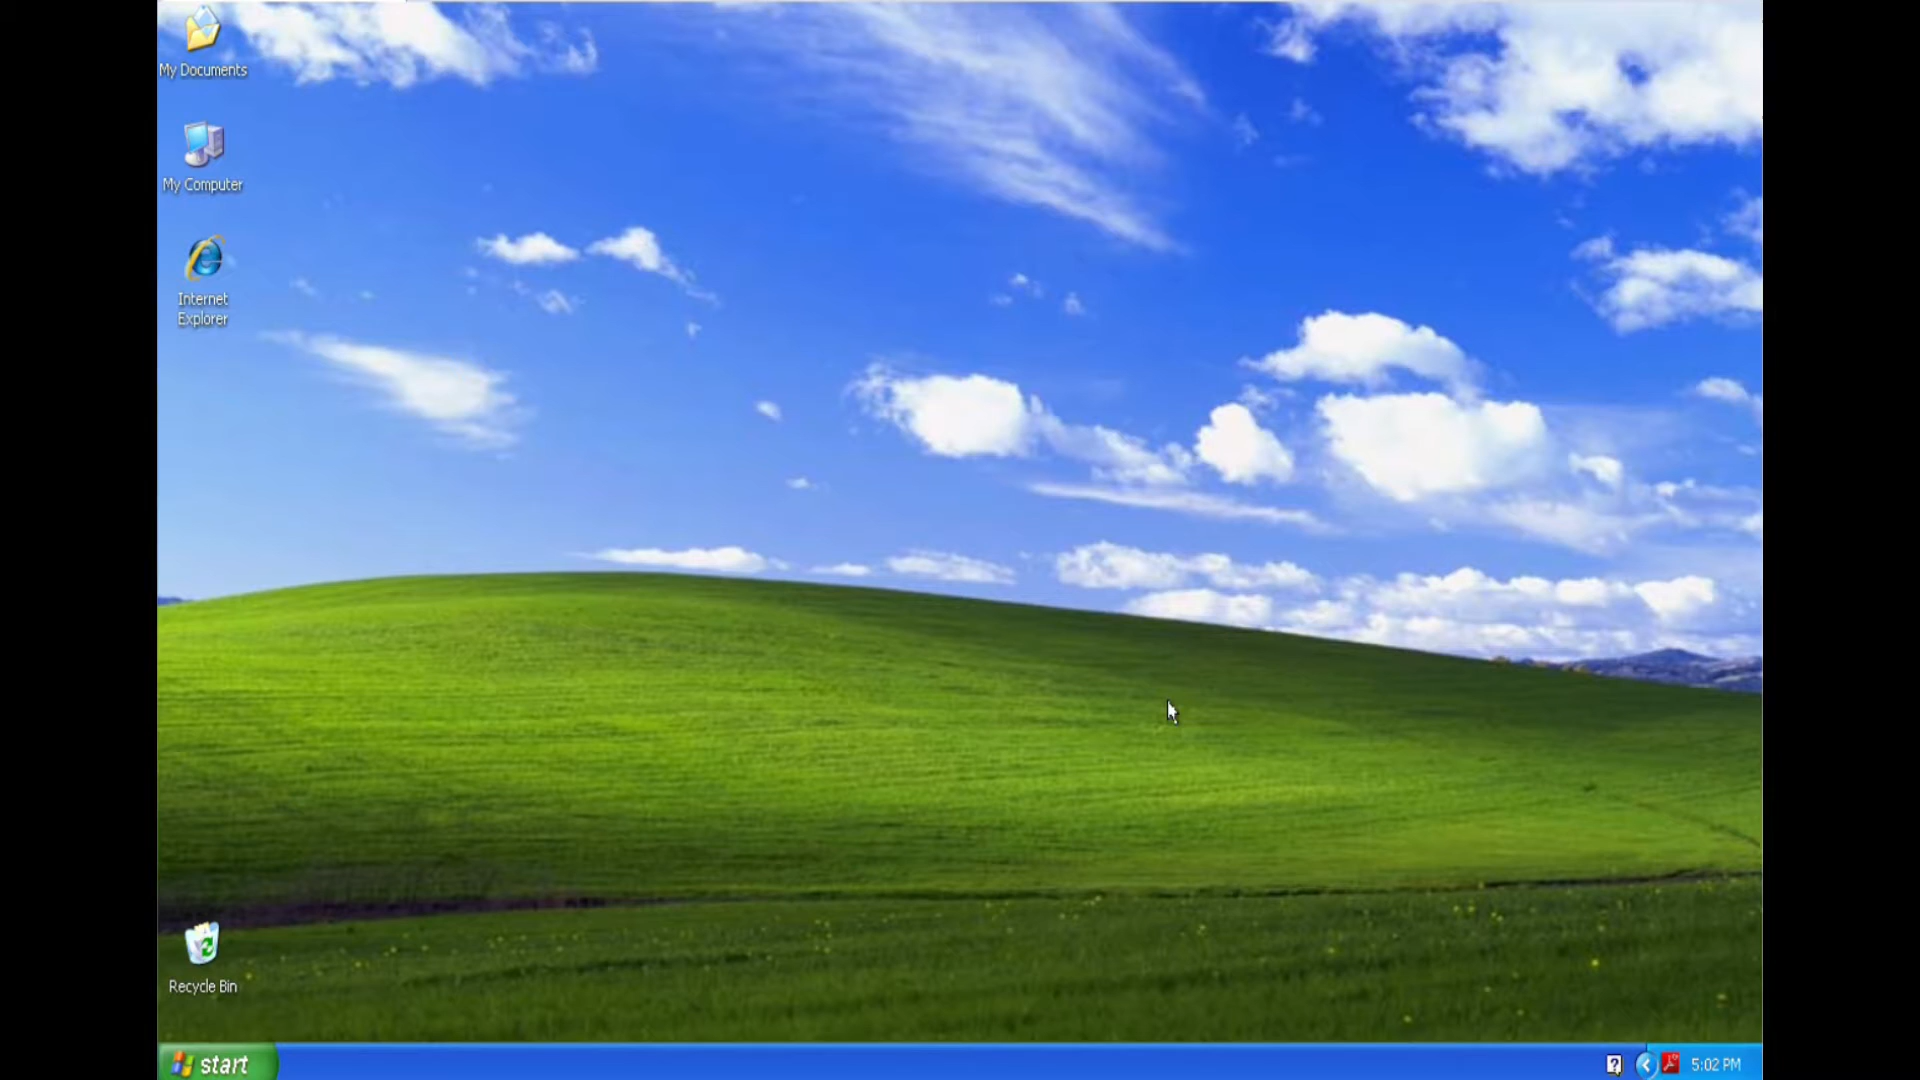 My Documents
My Computer
Internet
Explorer
Recycle Bin
start
?
5:02 PM